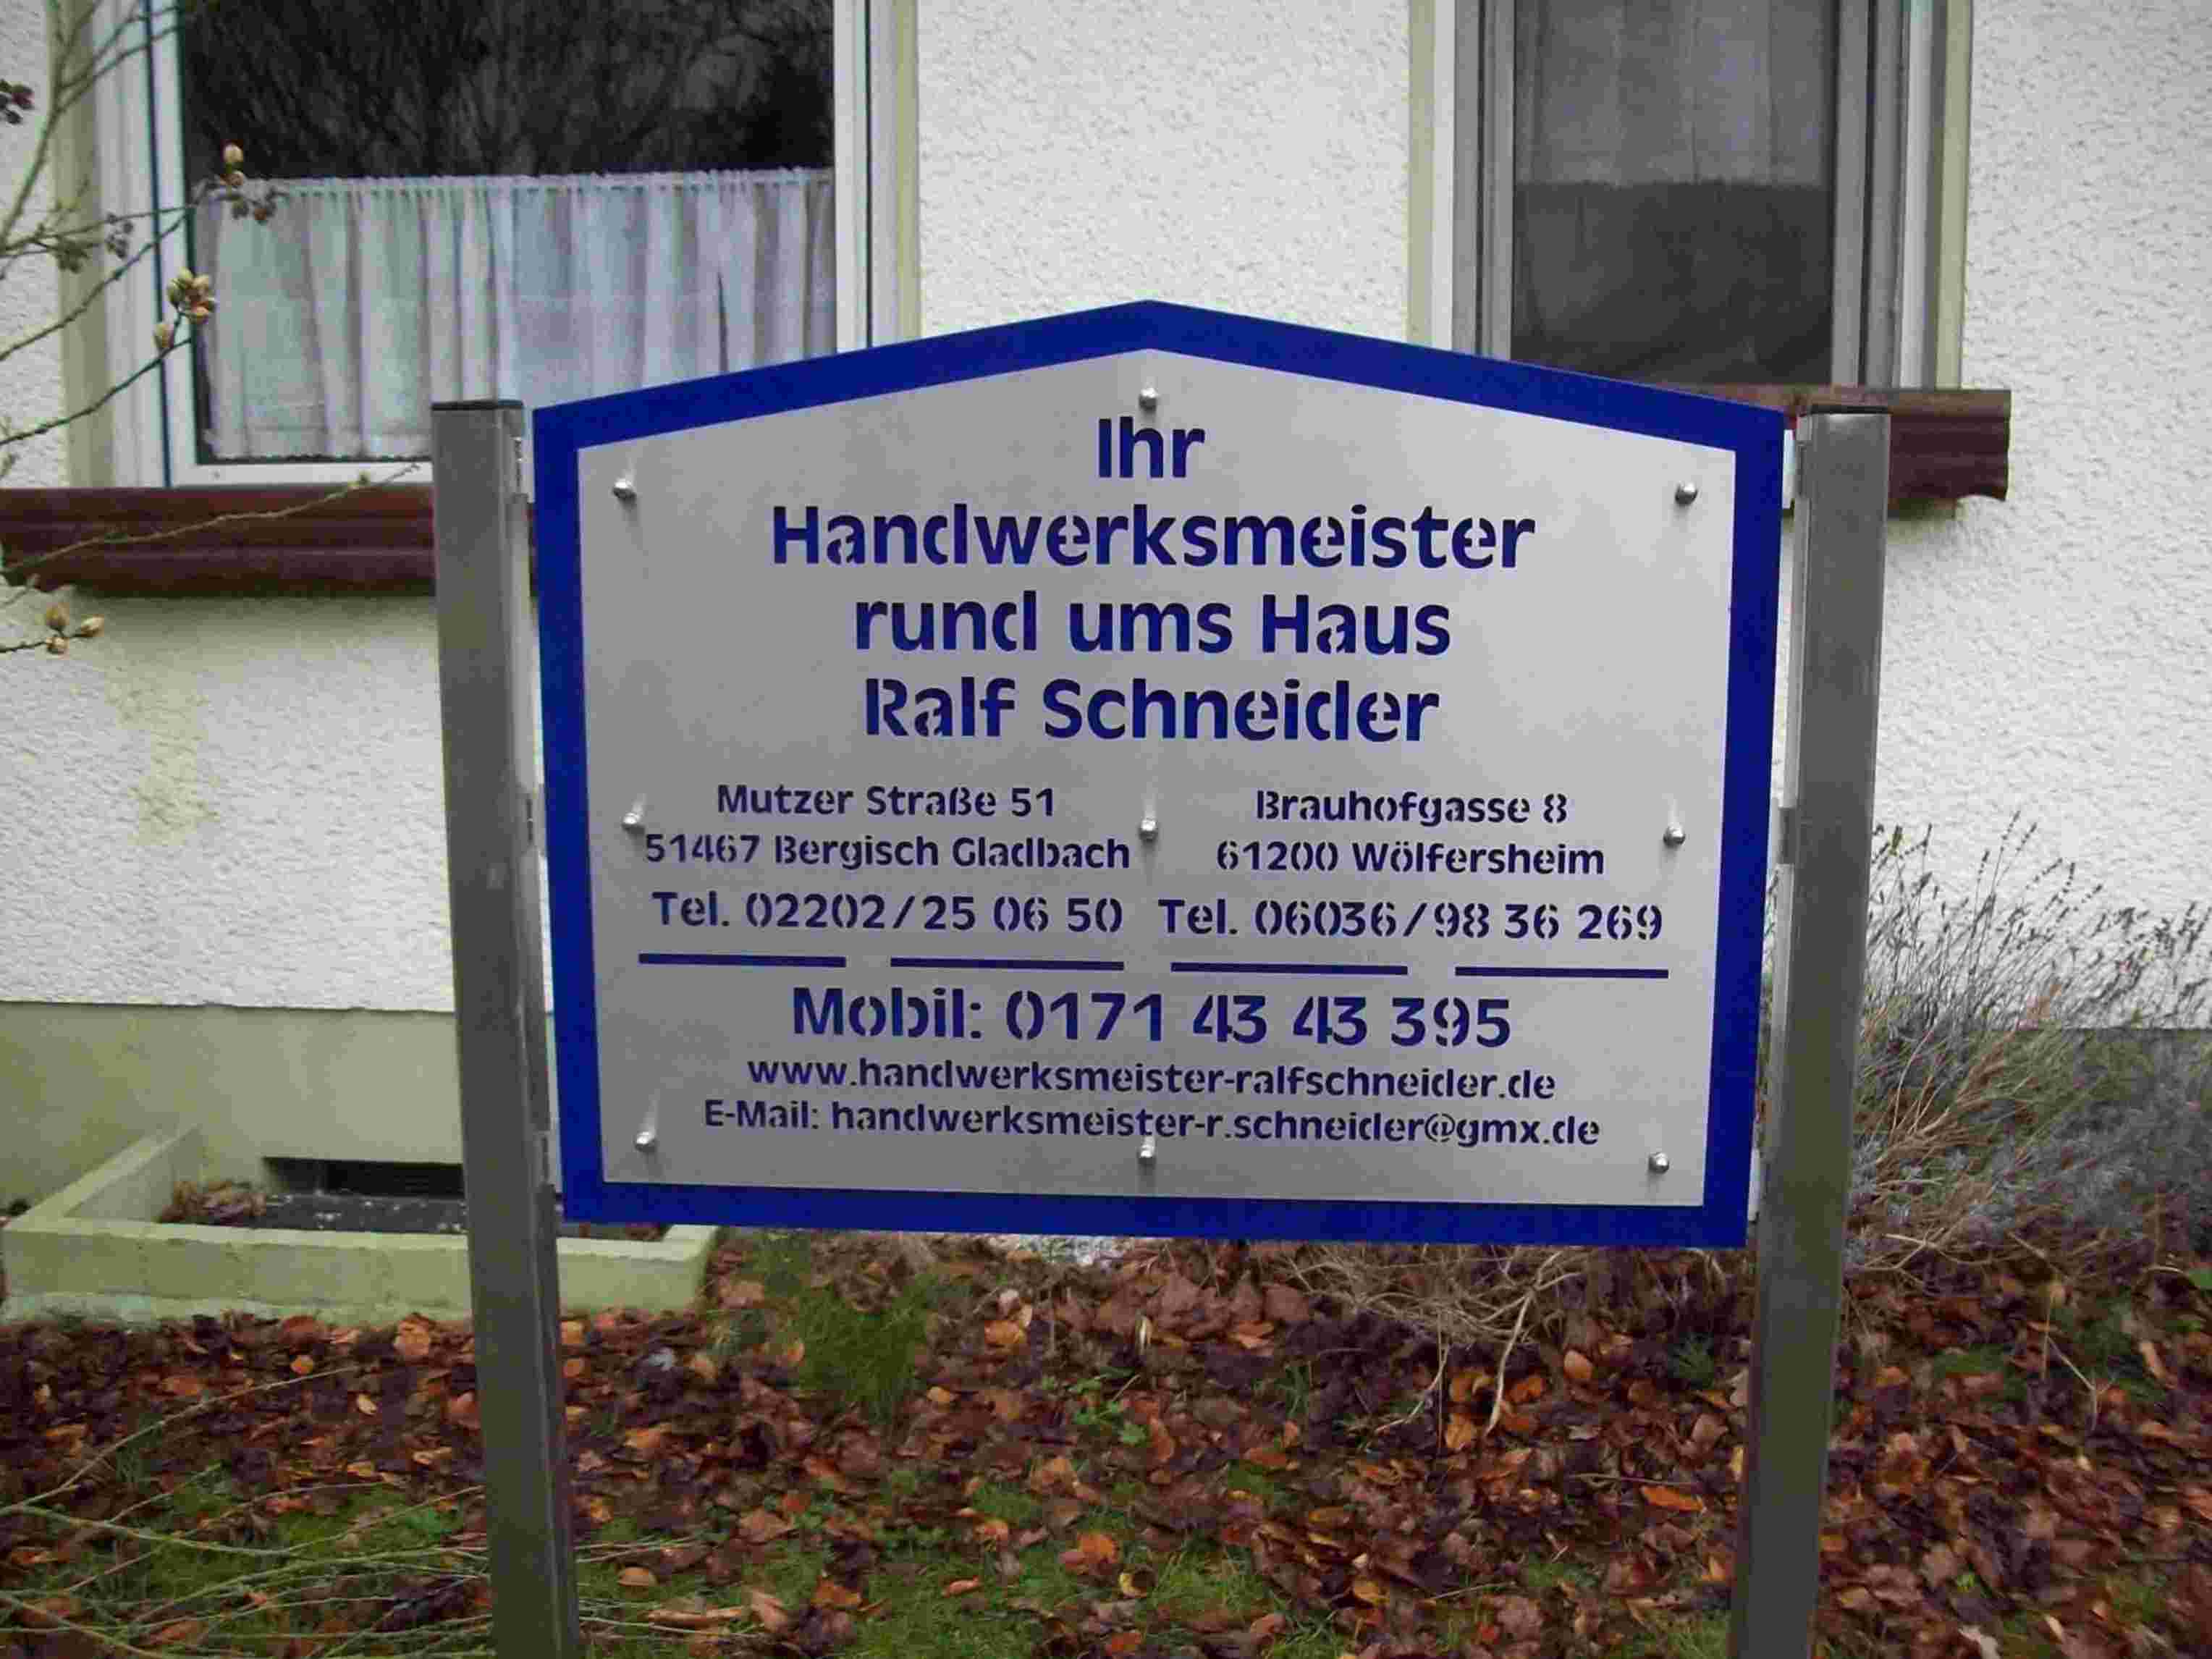 Ihr
Handwerksmeister
rund ums Haus
Ralf Schneider
Mutzer Straße 51
51467 Bergisch Gladbach
Tel. 02202/25 06 50
Brauhofgasse 8
61200 Wölfersheim
Tel. 06036/98 36 269
Mobil: 0171 43 43 395
www.handwerksmeister-ralfschneider.de
E-Mail: handwerksmeister-r.schneider@gmx.de